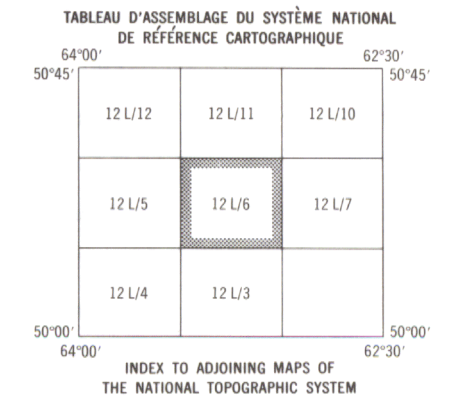 TABLEAU D'ASSEMBLAGE DU SYSTÈME NATIONAL
DE RÉFÉRENCE CARTOGRAPHIQUE
64°00′ 62°30′
50°45′ 50°45′
12 L/12 12 L/11 12 L/10
12 L/5 12 L/6 12 L/7
12 L/4 12 L/3
50°00′ 50°00′
64°00′ 62°30′
INDEX TO ADJOINING MAPS OF
THE NATIONAL TOPOGRAPHIC SYSTEM